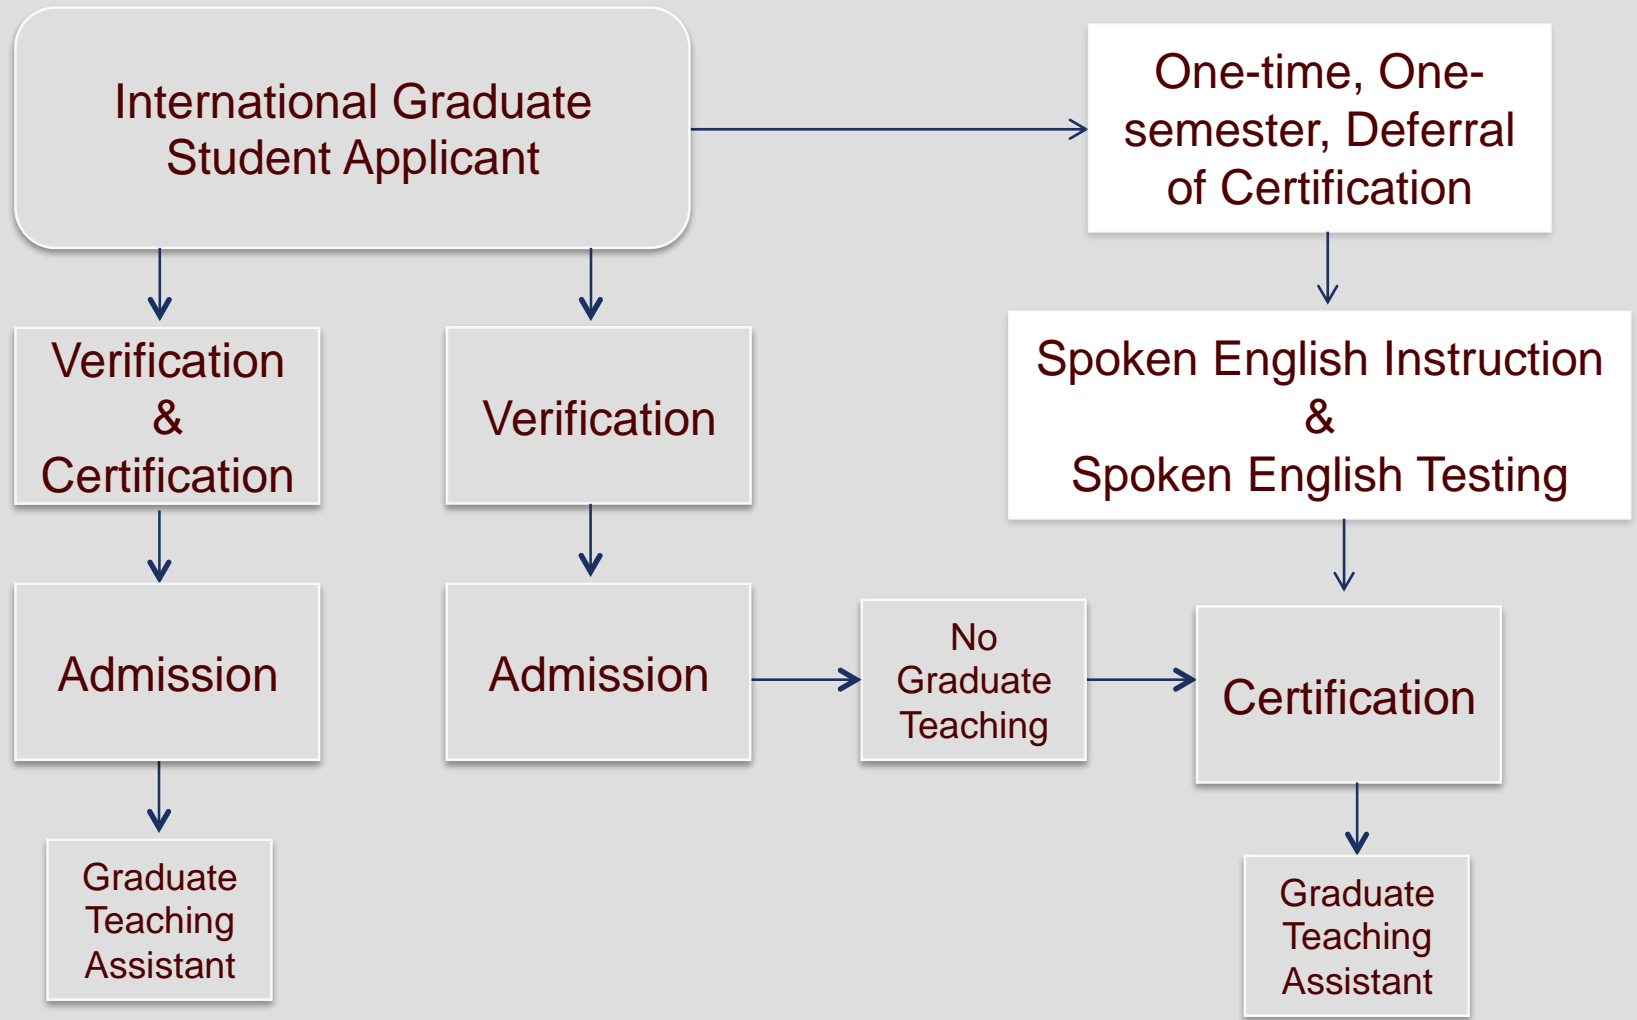 International Graduate
Student Applicant
One-time, One-
semester, Deferral
of Certification
Verification
&
Certification
Verification
Spoken English Instruction
&
Spoken English Testing
Admission
Admission
No
Graduate
Teaching
Certification
Graduate
Teaching
Assistant
Graduate
Teaching
Assistant